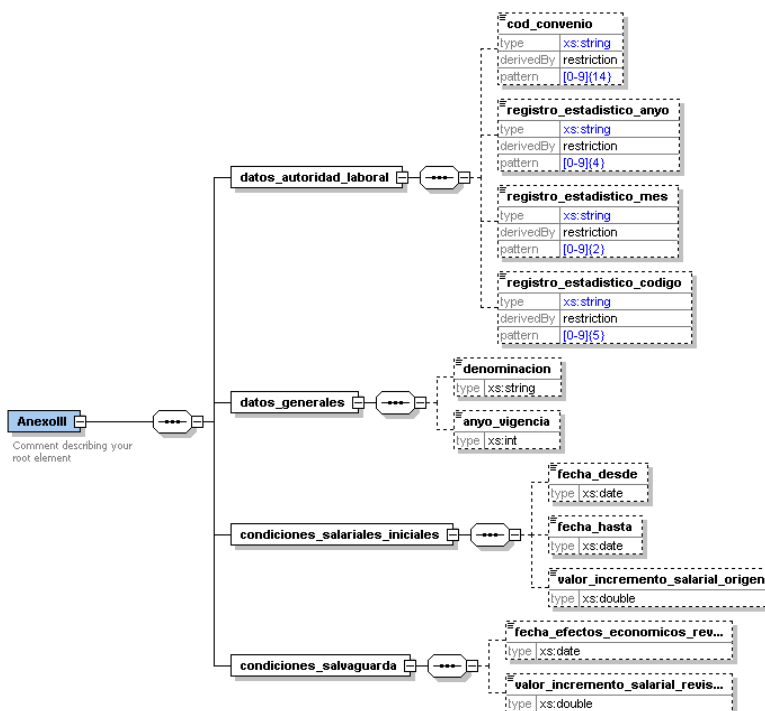 cod_convenio
type xs:string
derivedBy restriction
pattern [0-9]{14}
registro_estadistico_anyo
type xs:string
derivedBy restriction
pattern [0-9]{4}
datos_autoridad_laboral
registro_estadistico_mes
type xs:string
derivedBy restriction
pattern [0-9]{2}
registro_estadistico_codigo
type xs:string
derivedBy restriction
pattern [0-9]{5}
datos_generales
denominacion
type xs:string
anyo_vigencia
type xs:int
AnexoIII
Comment describing your
root element
condiciones_salariales_iniciales
fecha_desde
type xs:date
fecha_hasta
type xs:date
valor_incremento_salarial_origen
type xs:double
condiciones_salvaguarda
fecha_efectos_economicos_rev...
type xs:date
valor_incremento_salarial_revis...
type xs:double